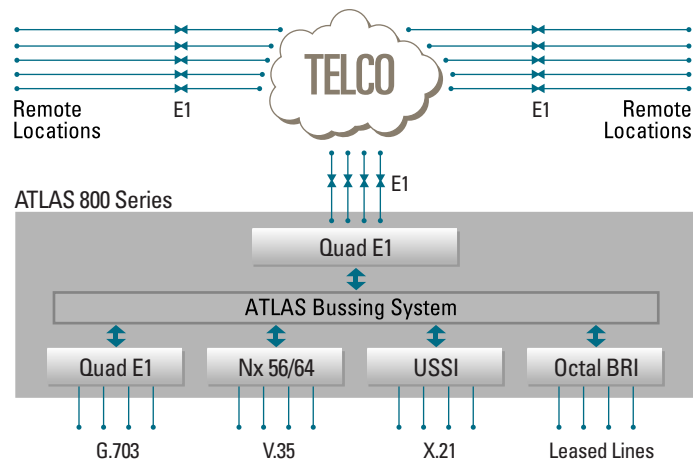 TELCO
Remote
Locations
E1
E1
Remote
Locations
E1
ATLAS 800 Series
Quad E1
ATLAS Bussing System
Quad E1
Nx 56/64
USSI
Octal BRI
G.703
V.35
X.21
Leased Lines